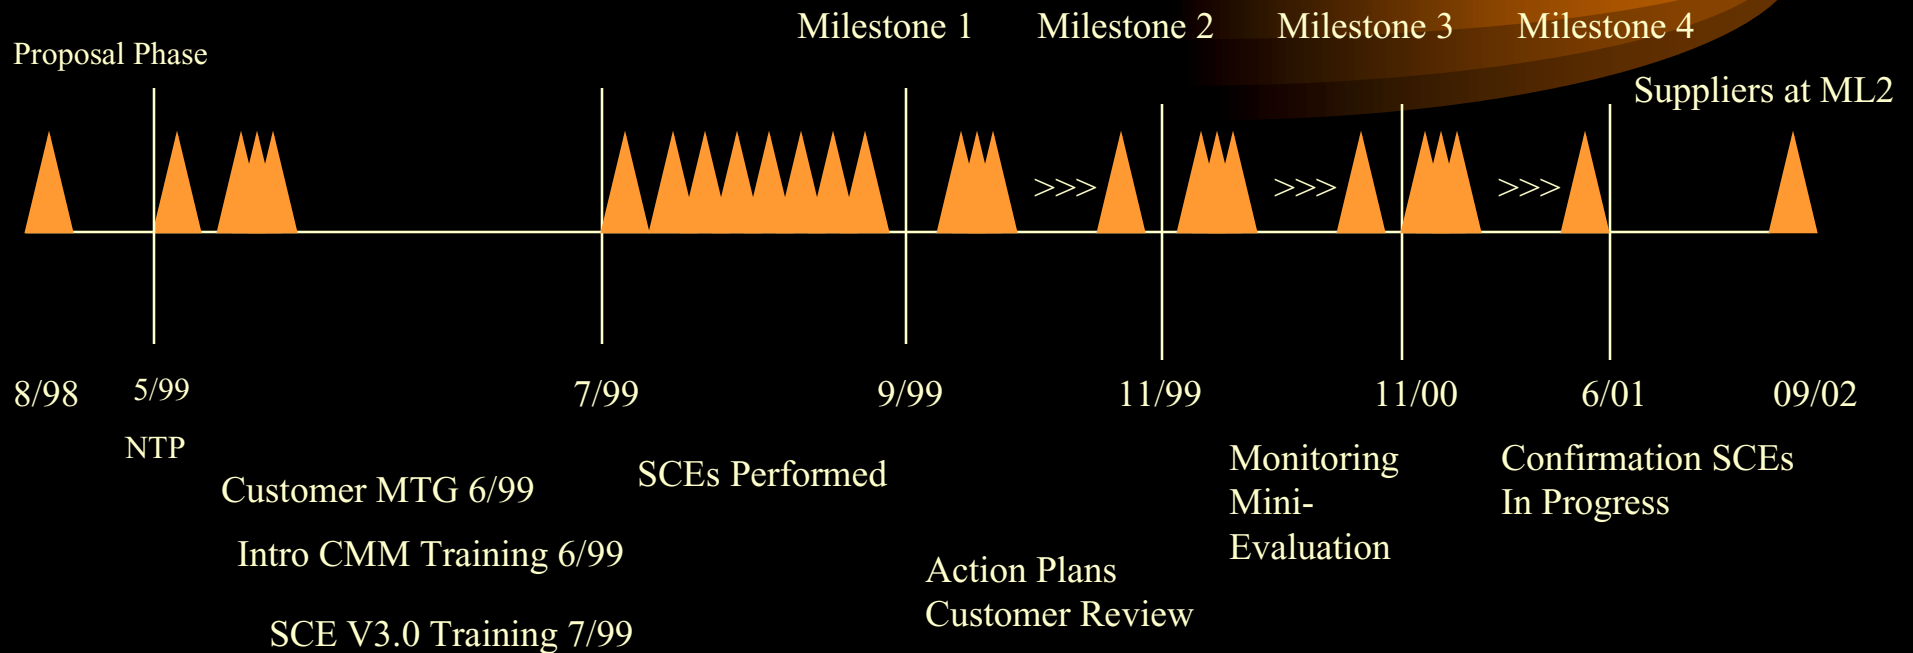 Milestone 1
Milestone 2
Milestone 3
Milestone 4
Proposal Phase
Suppliers at ML2
>>>
>>>
>>>
8/98
5/99
7/99
9/99
11/99
11/00
6/01
09/02
NTP
Customer MTG 6/99
Intro CMM Training 6/99
SCE V3.0 Training 7/99
SCEs Performed
Action Plans
Customer Review
Monitoring
Mini-
Evaluation
Confirmation SCEs
In Progress